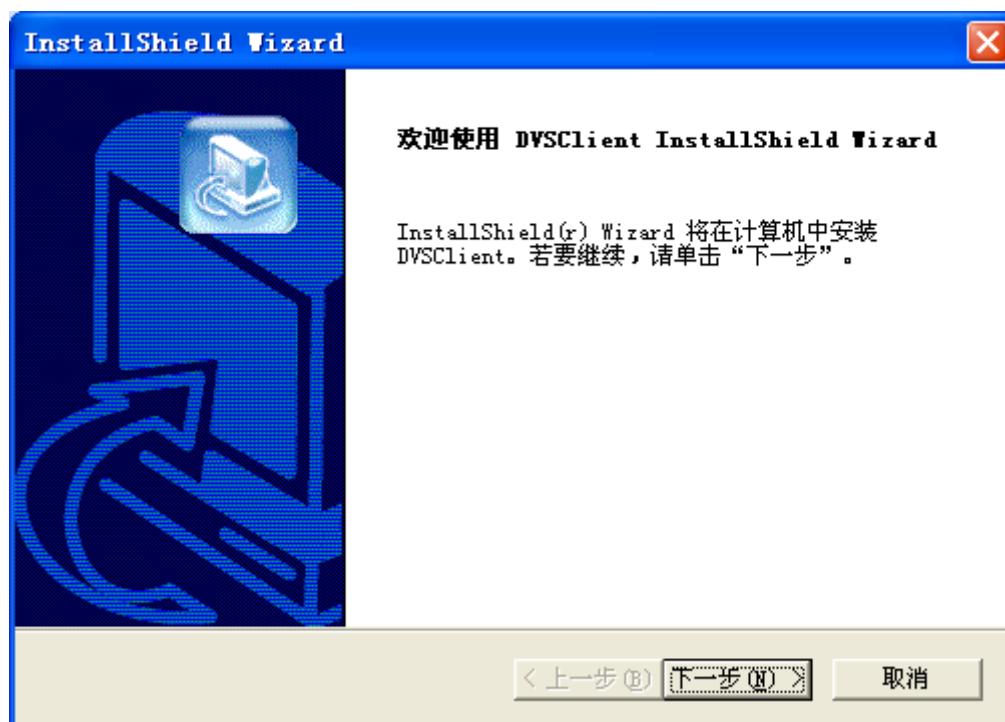 InstallShield Wizard
欢迎使用 DVSClient InstallShield Wizard
InstallShield(r) Wizard 将在计算机中安装
DVSClient。若要继续，请单击“下一步”。
< 上一步(B) 下一步(N) > 取消